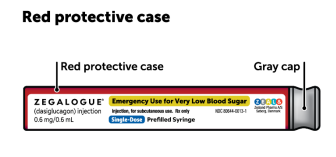 Red protective case
Red protective case
Gray cap
ZEGALOGUE®
(dasiglucagon) injection
0.6 mg/0.6 mL
Emergency Use for Very Low Blood Sugar
Injection, for subcutaneous use. Rx only
Single-Dose Prefilled Syringe
ZEALS